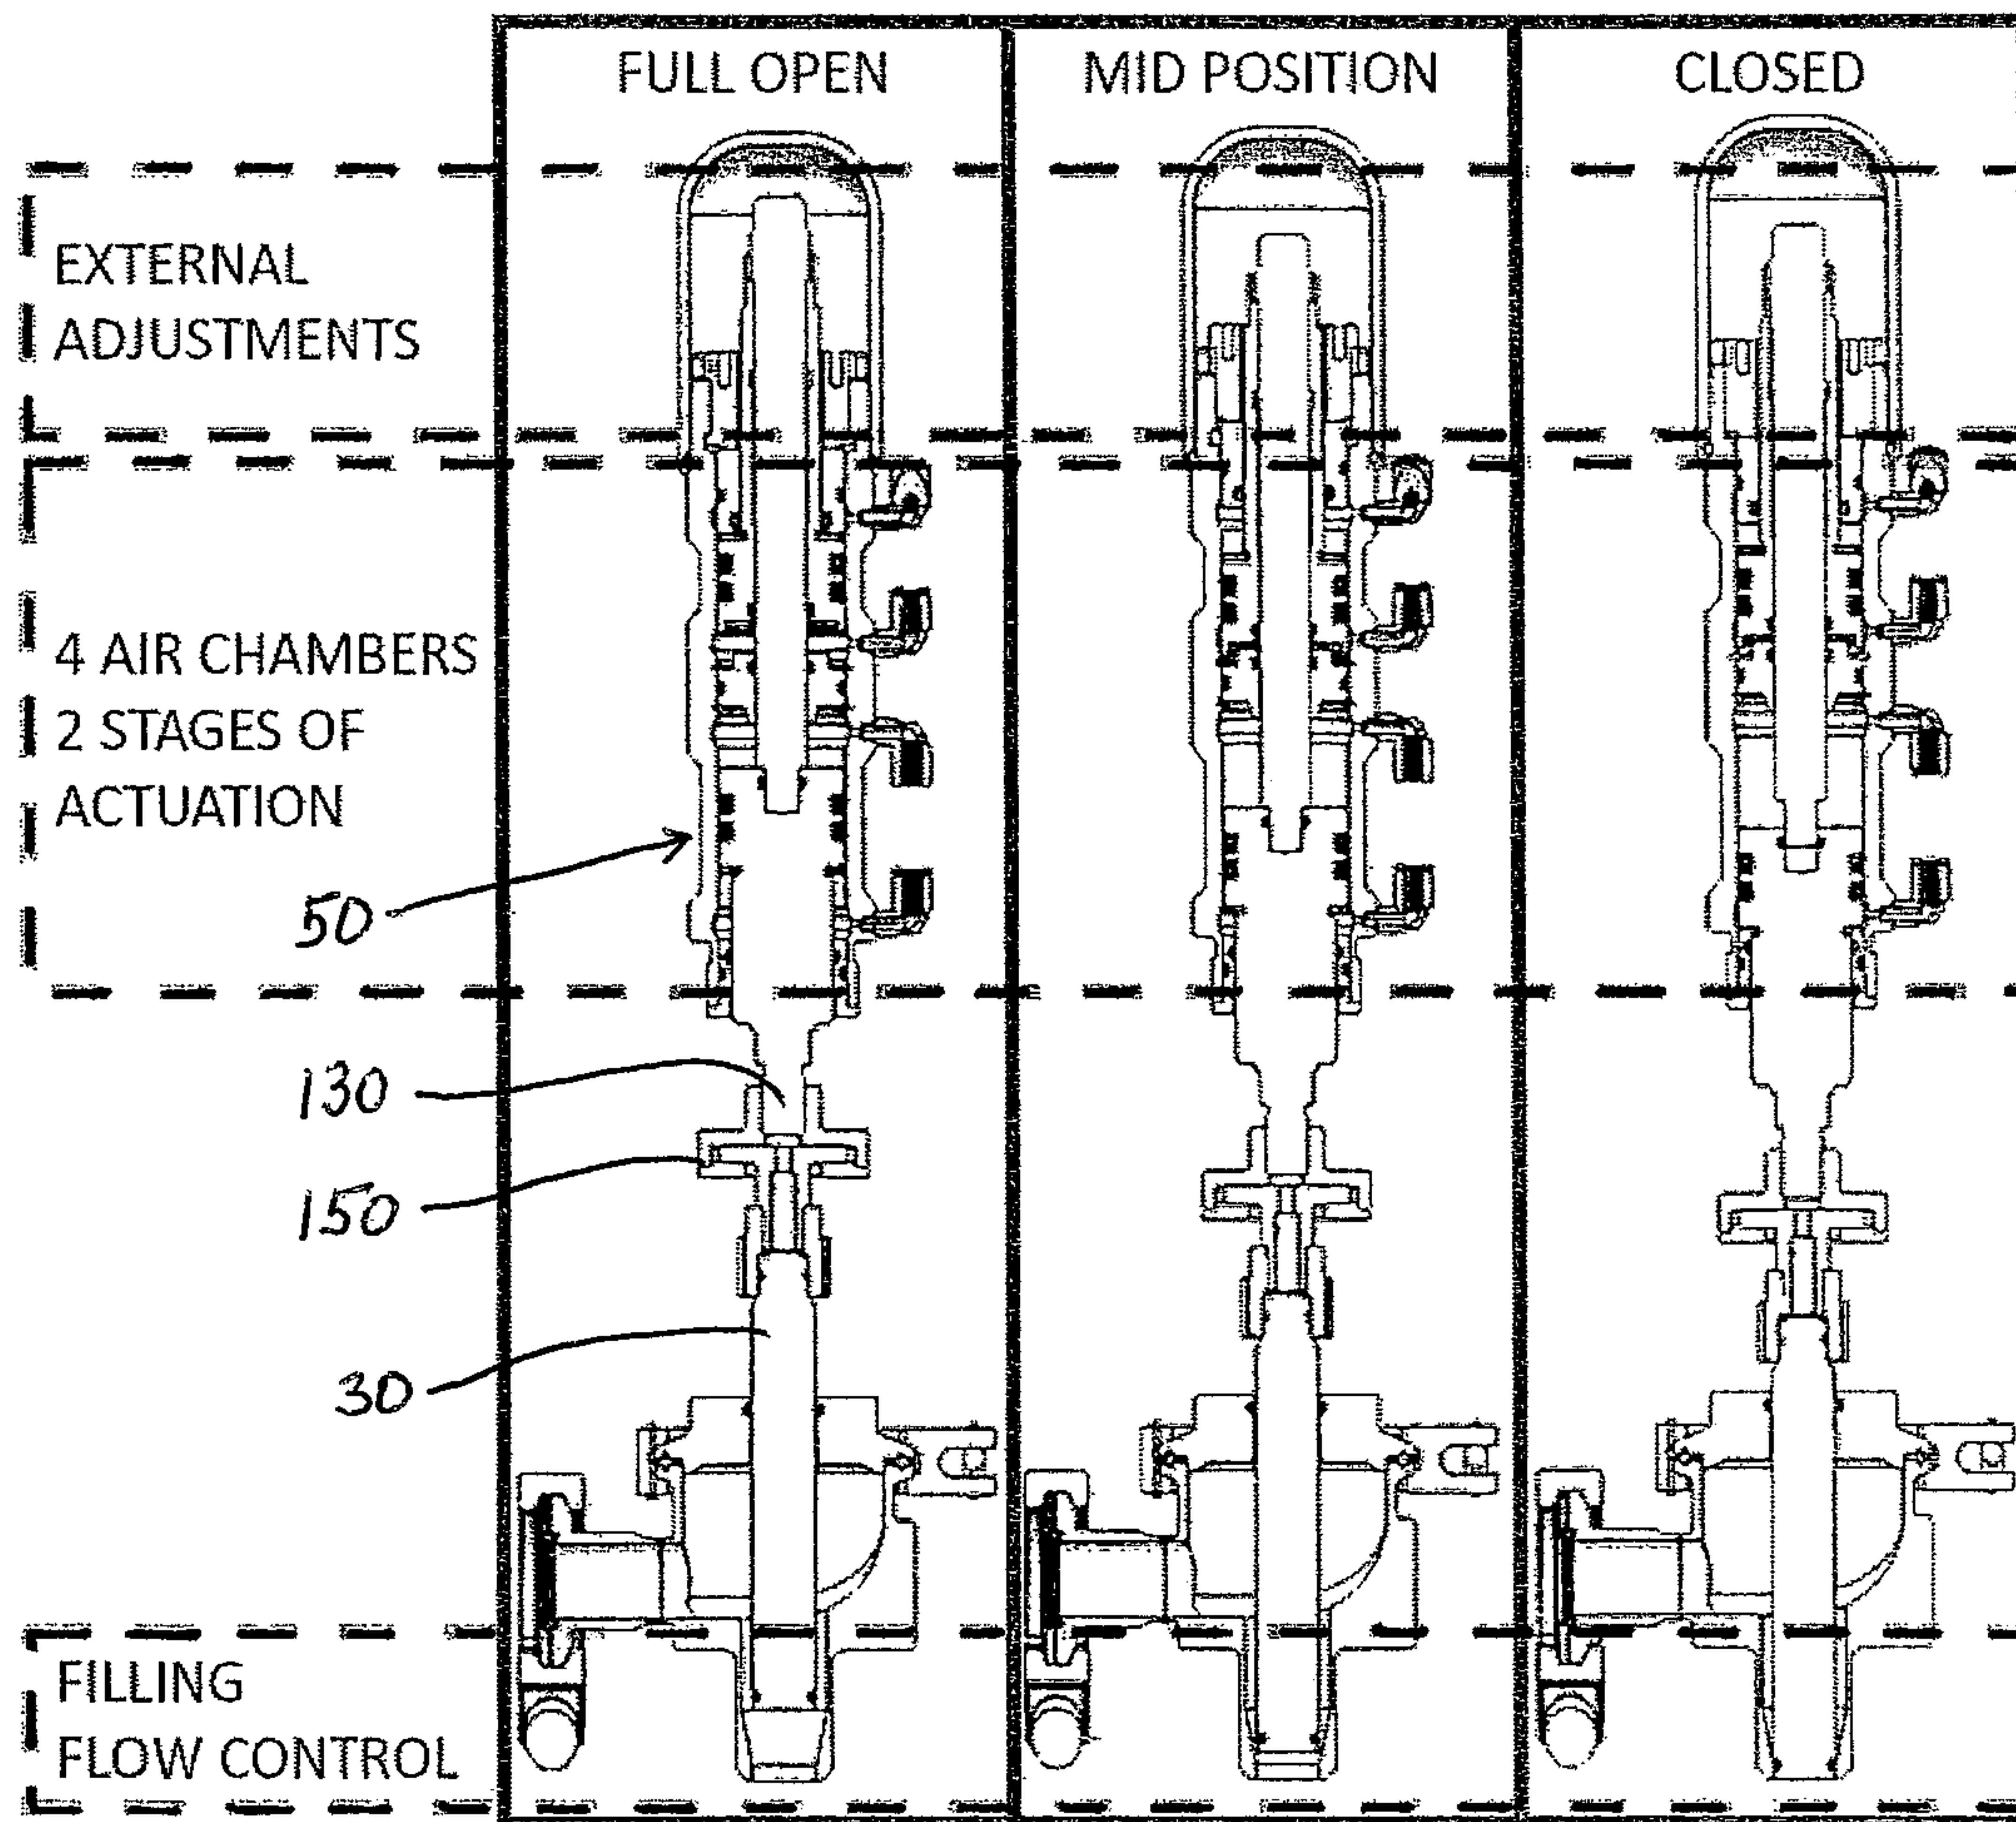 FULL OPEN
MID POSITION
CLOSED
EXTERNAL
ADJUSTMENTS
4 AIR CHAMBERS
2 STAGES OF
ACTUATION
50
130
150
30
FILLING
FLOW CONTROL